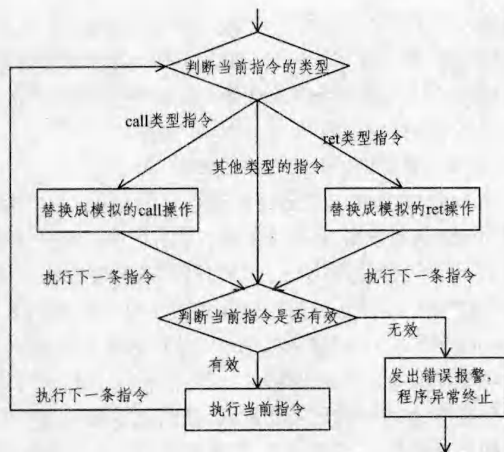 判断当前指令的类型
call类型指令
ret类型指令
其他类型的指令
替换成模拟的call操作
替换成模拟的ret操作
执行下一条指令
执行下一条指令
判断当前指令是否有效
无效
有效
发出错误报警,
程序异常终止
执行下一条指令
执行当前指令